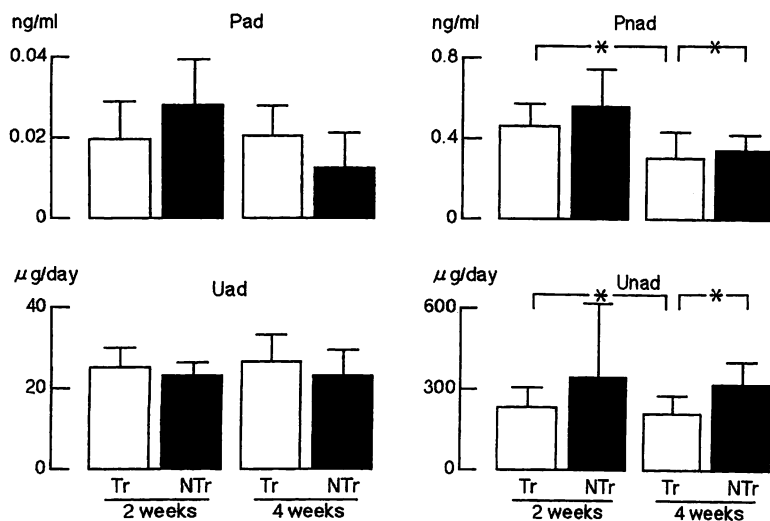 ng/ml Pad
0.04
0.02
0
ng/ml Pnad
0.8
0.4
0
* *
μg/day Uad
40
20
0
Tr NTr Tr NTr
2 weeks 4 weeks
μg/day Unad
600
300
0
* *
Tr NTr Tr NTr
2 weeks 4 weeks